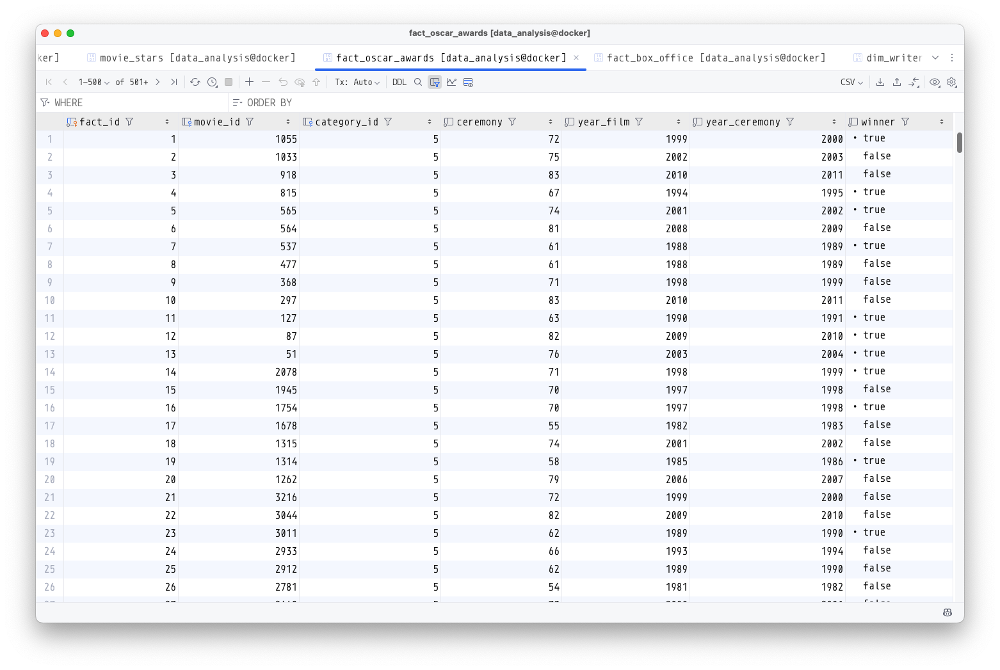 fact_oscar_awards [data_analysis@docker]
ker] movie_stars [data_analysis@docker] fact_oscar_awards [data_analysis@docker] fact_box_office [data_analysis@docker] dim_writer
1-500 of 501+ Tx: Auto DDL CSV
WHERE ORDER BY
fact_id movie_id category_id ceremony year_film year_ceremony winner
1 1 1055 5 72 1999 2000 • true
2 2 1033 5 75 2002 2003 false
3 3 918 5 83 2010 2011 false
4 4 815 5 67 1994 1995 • true
5 5 565 5 74 2001 2002 • true
6 6 564 5 81 2008 2009 false
7 7 537 5 61 1988 1989 • true
8 8 477 5 61 1988 1989 false
9 9 368 5 71 1998 1999 false
10 10 297 5 83 2010 2011 false
11 11 127 5 63 1990 1991 • true
12 12 87 5 82 2009 2010 • true
13 13 51 5 76 2003 2004 • true
14 14 2078 5 71 1998 1999 • true
15 15 1945 5 70 1997 1998 false
16 16 1754 5 70 1997 1998 • true
17 17 1678 5 55 1982 1983 false
18 18 1315 5 74 2001 2002 false
19 19 1314 5 58 1985 1986 • true
20 20 1262 5 79 2006 2007 false
21 21 3216 5 72 1999 2000 false
22 22 3044 5 82 2009 2010 false
23 23 3011 5 62 1989 1990 • true
24 24 2933 5 66 1993 1994 false
25 25 2912 5 62 1989 1990 false
26 26 2781 5 54 1981 1982 false